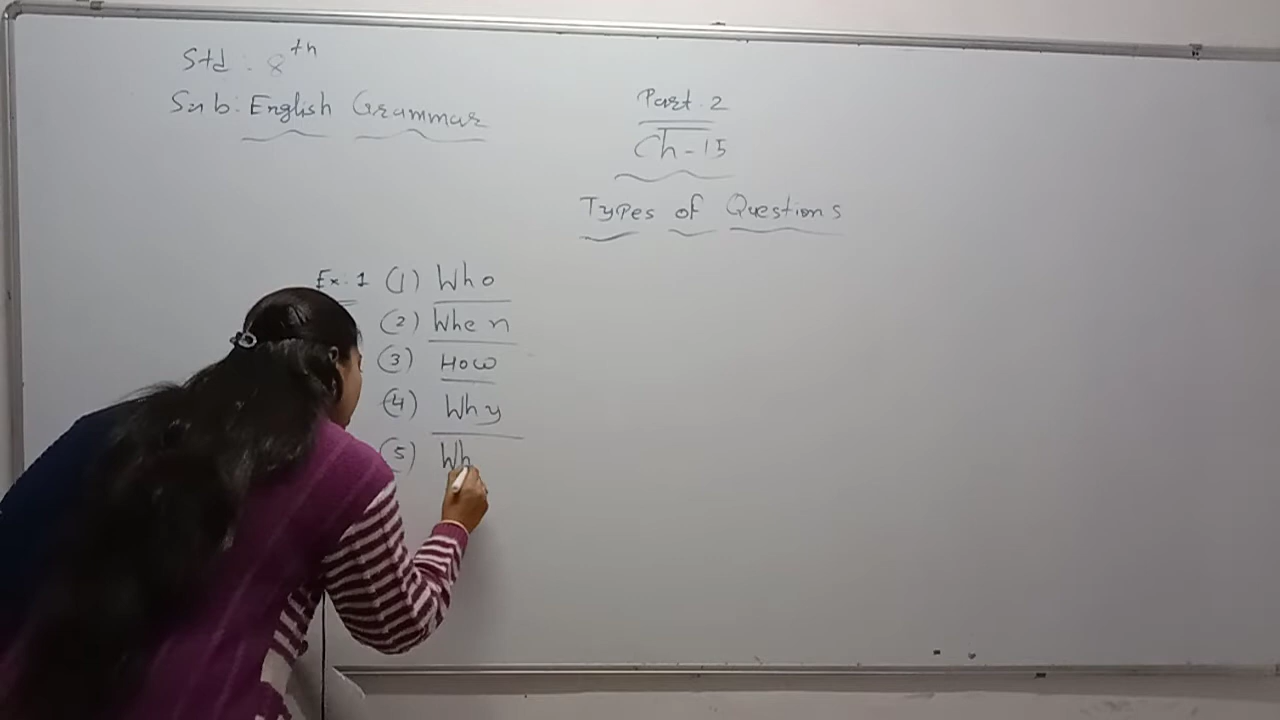 Std: 8th
Sub: English Grammar
Part. 2
Ch-15
Types of Questions
Ex: 1 (1) Who
(2) When
(3) How
(4) Why
(5) Wh